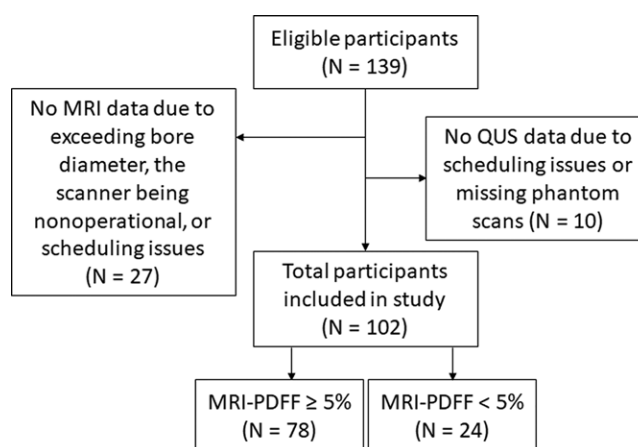 Eligible participants
(N = 139)
No MRI data due to
exceeding bore
diameter, the
scanner being
nonoperational, or
scheduling issues
(N = 27)
No QUS data due to
scheduling issues or
missing phantom
scans (N = 10)
Total participants
included in study
(N = 102)
MRI-PDFF ≥ 5%
(N = 78)
MRI-PDFF < 5%
(N = 24)